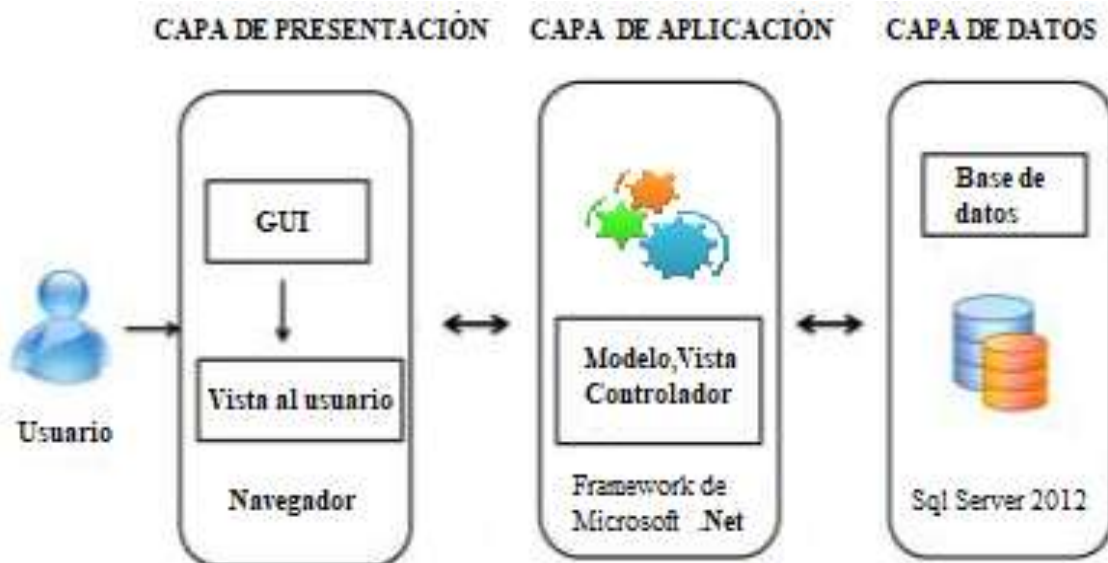 CAPA DE PRESENTACIÓN
CAPA DE APLICACIÓN
CAPA DE DATOS
Usuario
GUI
Vista al usuario
Navegador
Modelo,Vista
Controlador
Framework de
Microsoft .Net
Base de
datos
Sql Server 2012